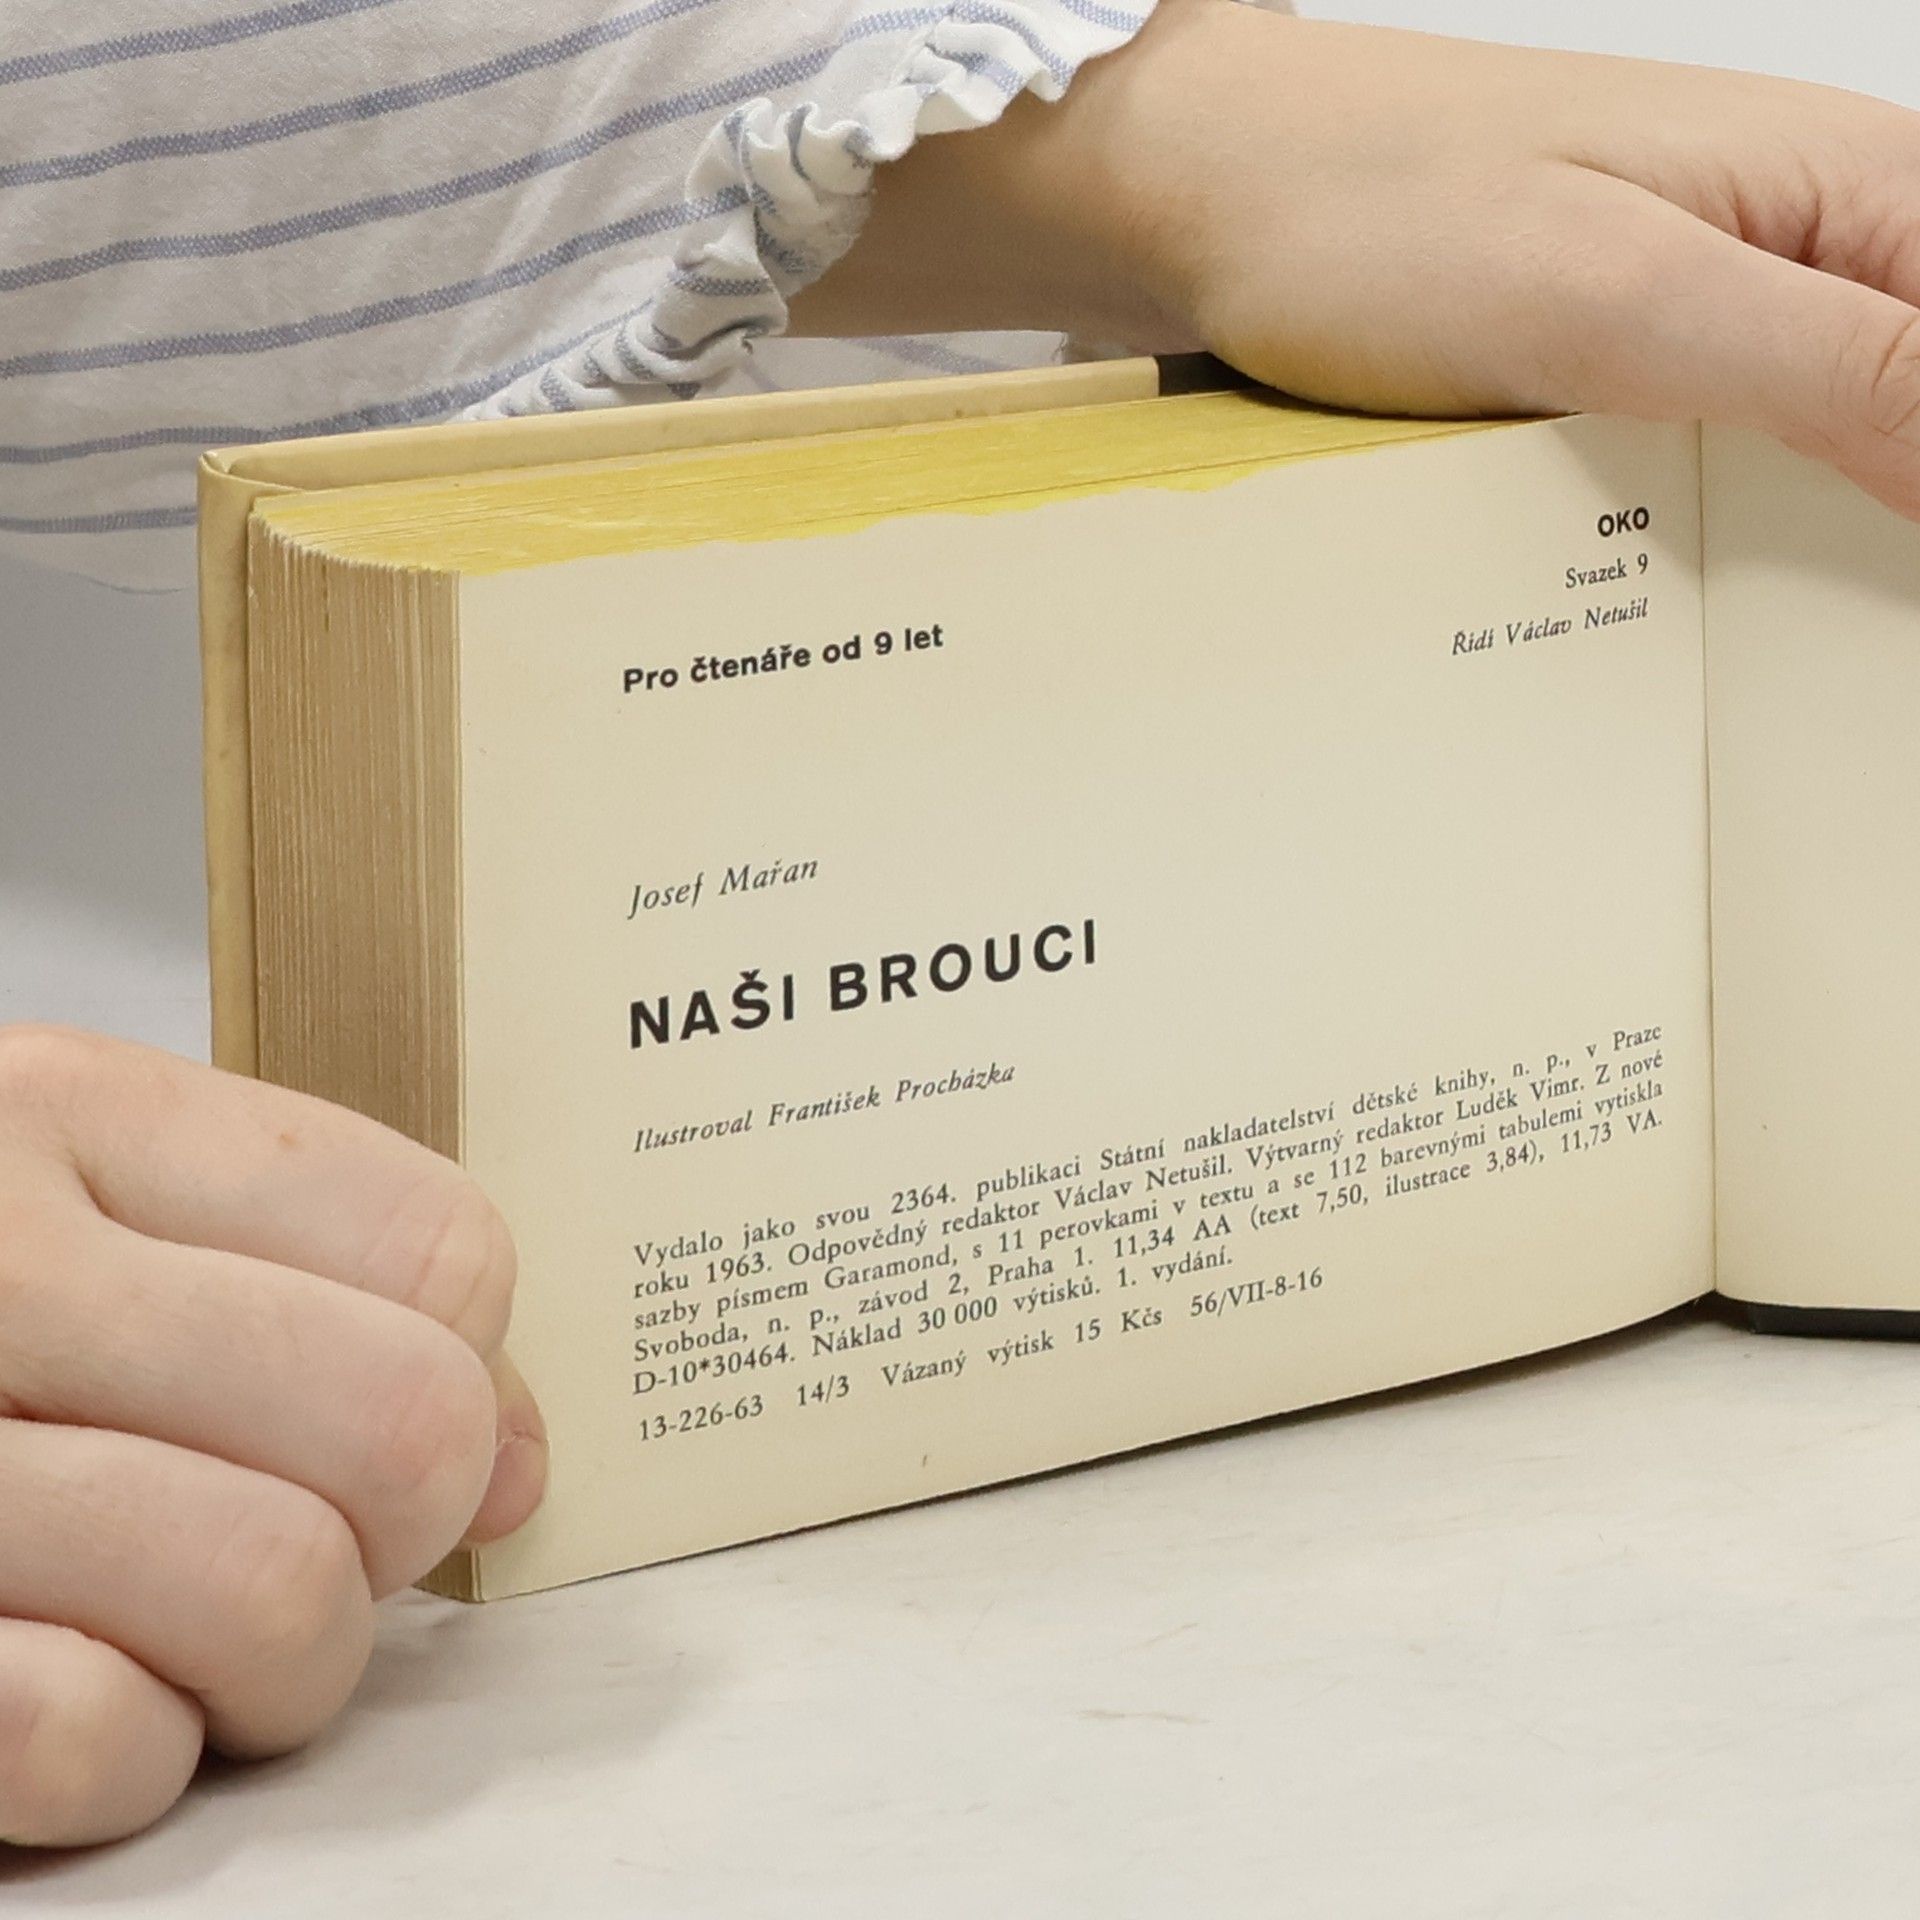 OKO
Svazek 9
Řídí Václav Netušil
Pro čtenáře od 9 let
Josef Mařan
NAŠI BROUCI
Ilustroval František Procházka
Vydalo jako svou 2364. publikaci Státní nakladatelství dětské knihy, n. p., v Praze
roku 1963. Odpovědný redaktor Václav Netušil. Výtvarný redaktor Luděk Vimr. Z nové
sazby písmem Garamond, s 11 perovkami v textu a se 112 barevnými tabulemi vytiskla
Svoboda, n. p., závod 2, Praha 1. 11,34 AA (text 7,50, ilustrace 3,84), 11,73 VA.
D-10*30464. Náklad 30 000 výtisků. 1. vydání.
13-226-63 14/3 Vázaný výtisk 15 Kčs 56/VII-8-16